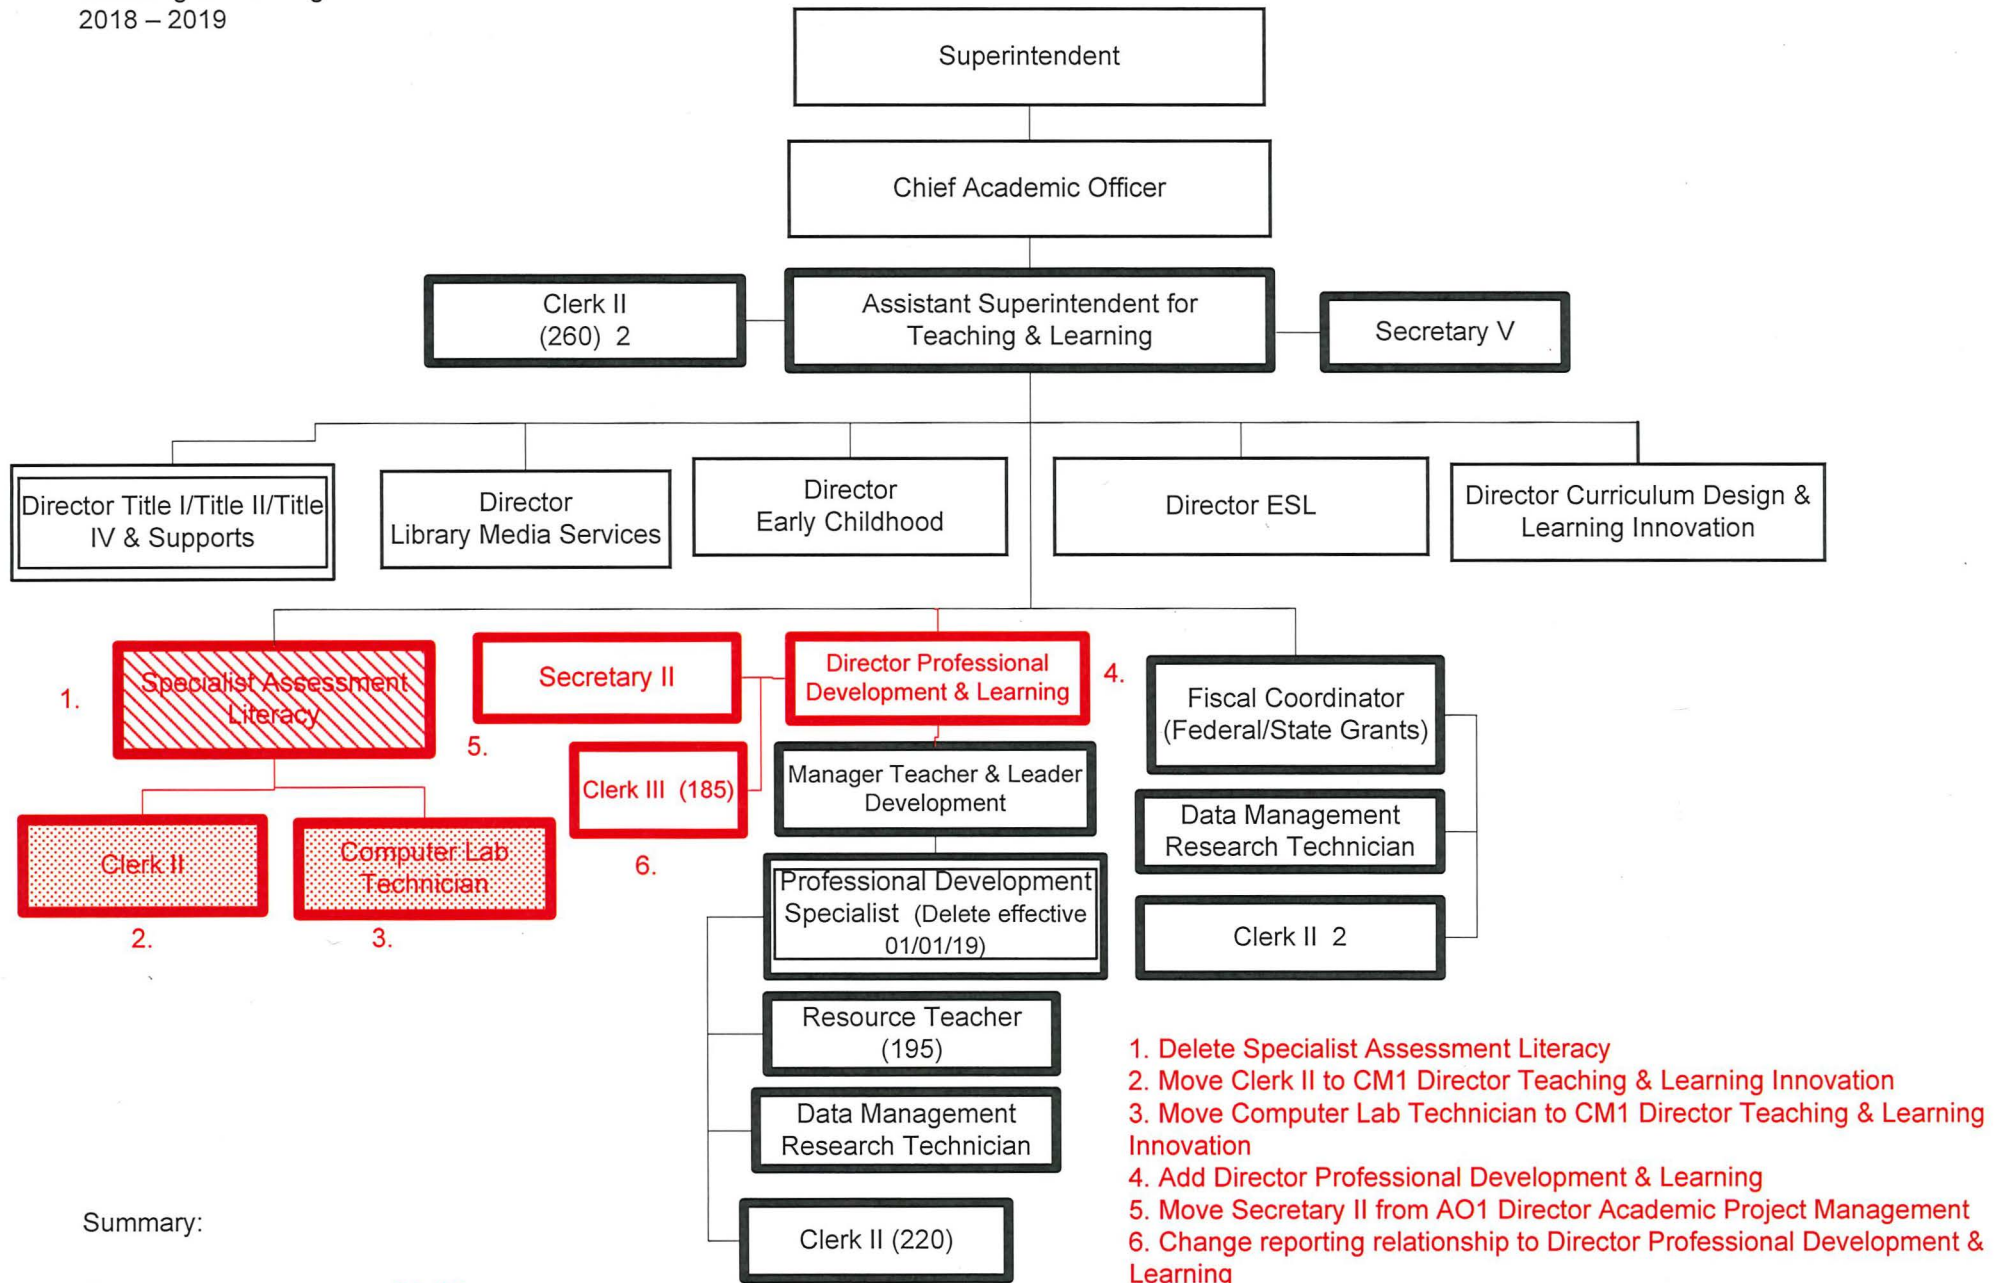 2018 – 2019
Superintendent
Chief Academic Officer
Clerk II
(260)  2
Assistant Superintendent for
Teaching & Learning
Secretary V
Director Title I/Title II/Title
IV & Supports
Director
Library Media Services
Director
Early Childhood
Director ESL
Director Curriculum Design &
Learning Innovation
1.
Specialist Assessment
Literacy
Secretary II
5.
Director Professional
Development & Learning
4.
Fiscal Coordinator
(Federal/State Grants)
Clerk III  (185)
6.
Manager Teacher & Leader
Development
Data Management
Research Technician
Clerk II
2.
Computer Lab
Technician
3.
Professional Development
Specialist  (Delete effective
01/01/19)
Clerk II  2
Resource Teacher
(195)
Data Management
Research Technician
Clerk II (220)
1. Delete Specialist Assessment Literacy
2. Move Clerk II to CM1 Director Teaching & Learning Innovation
3. Move Computer Lab Technician to CM1 Director Teaching & Learning
Innovation
4. Add Director Professional Development & Learning
5. Move Secretary II from AO1 Director Academic Project Management
6. Change reporting relationship to Director Professional Development &
Learning
Summary: